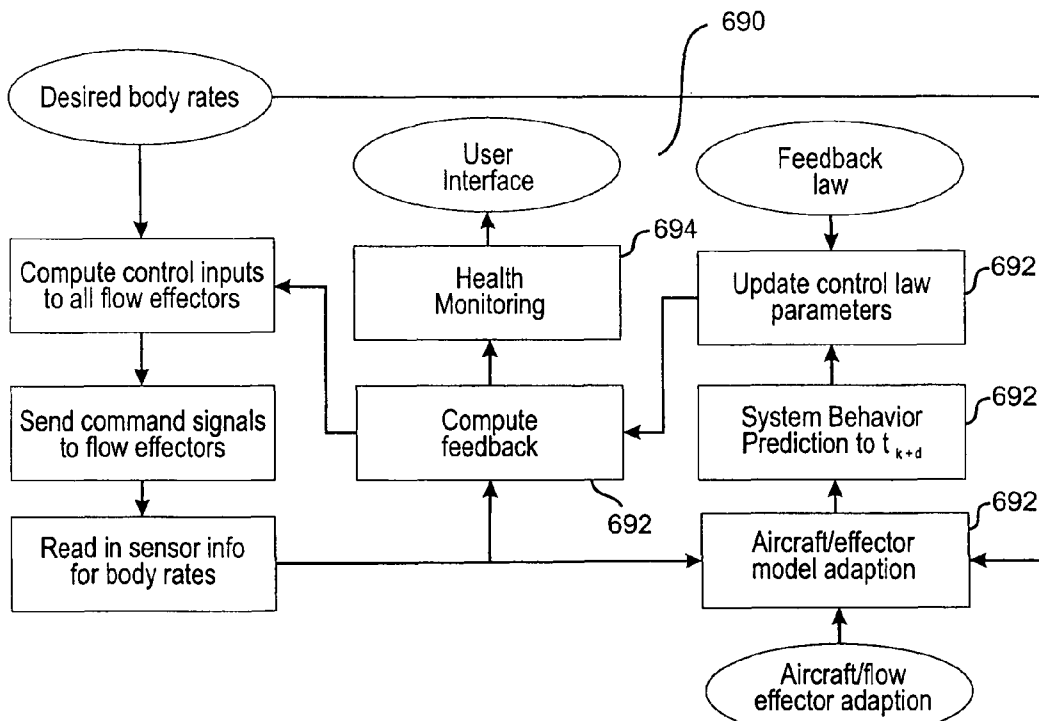 690
Desired body rates
User
Interface
Feedback
law
694
Compute control inputs
to all flow effectors
Health
Monitoring
Update control law
parameters
692
Send command signals
to flow effectors
Compute
feedback
System Behavior
Prediction to t k+d
692
692
Read in sensor info
for body rates
Aircraft/effector
model adaption
692
Aircraft/flow
effector adaption